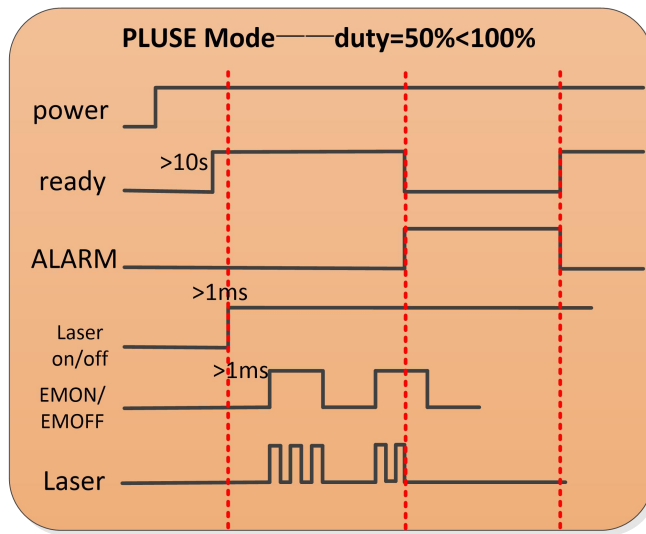 PLUSE Mode——duty=50%<100%
power
>10s
ready
ALARM
>1ms
Laser
on/off
>1ms
EMON/
EMOFF
Laser